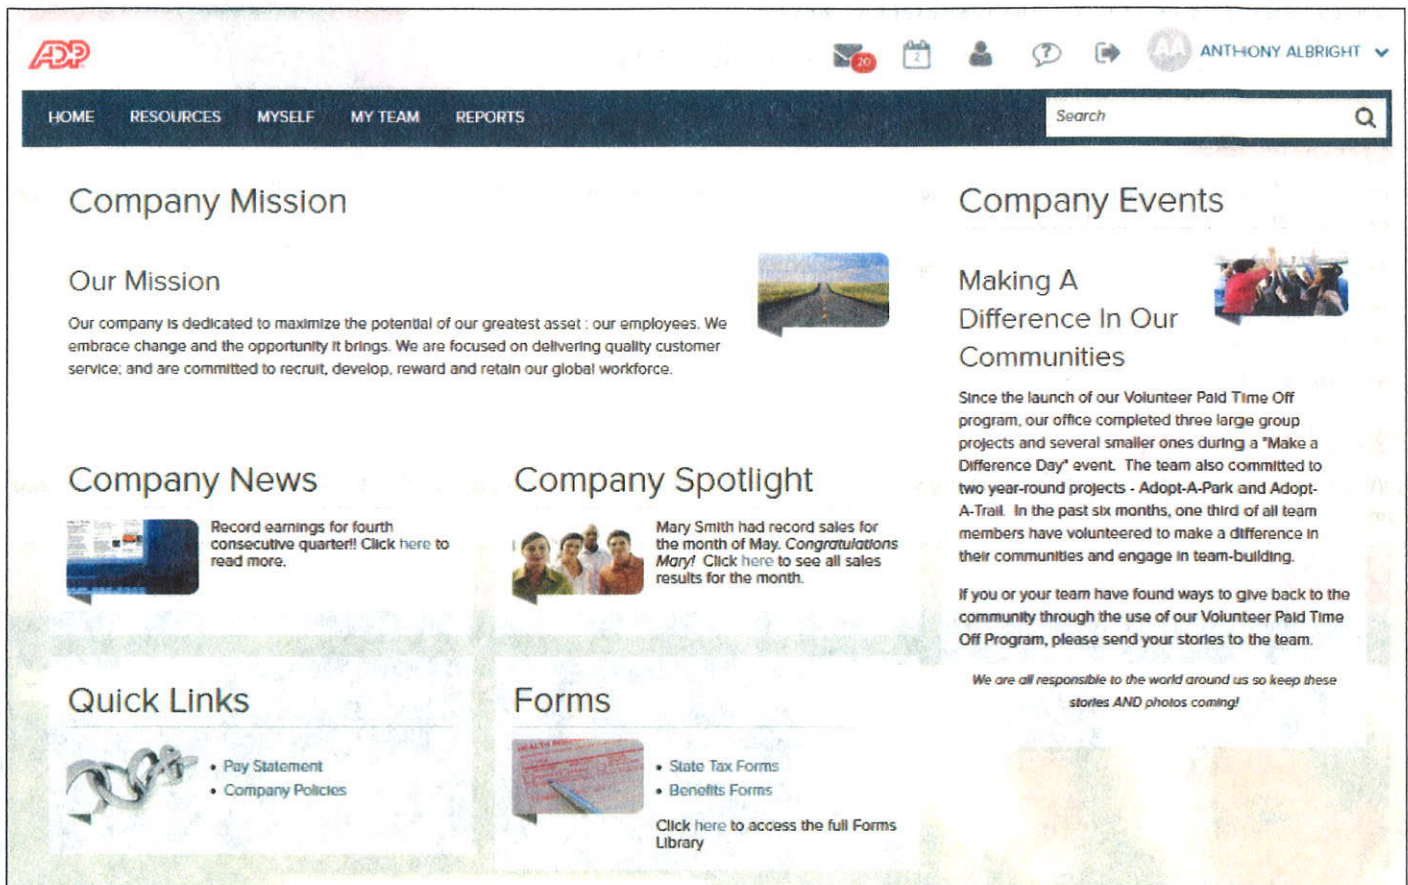 ADP
20
2
?
AA
ANTHONY ALBRIGHT
HOME RESOURCES MYSELF MY TEAM REPORTS
Search
Company Mission
Our Mission
Our company is dedicated to maximize the potential of our greatest asset : our employees. We
embrace change and the opportunity it brings. We are focused on delivering quality customer
service; and are committed to recruit, develop, reward and retain our global workforce.
Company News
Record earnings for fourth
consecutive quarter!! Click here to
read more.
Company Spotlight
Mary Smith had record sales for
the month of May. Congratulations
Mary! Click here to see all sales
results for the month.
Quick Links
• Pay Statement
• Company Policies
Forms
HEALTH
• State Tax Forms
• Benefits Forms
Click here to access the full Forms
Library
Company Events
Making A
Difference In Our
Communities
Since the launch of our Volunteer Paid Time Off
program, our office completed three large group
projects and several smaller ones during a "Make a
Difference Day" event. The team also committed to
two year-round projects - Adopt-A-Park and Adopt-
A-Trail. In the past six months, one third of all team
members have volunteered to make a difference in
their communities and engage in team-building.
If you or your team have found ways to give back to the
community through the use of our Volunteer Paid Time
Off Program, please send your stories to the team.
We are all responsible to the world around us so keep these
stories AND photos coming!